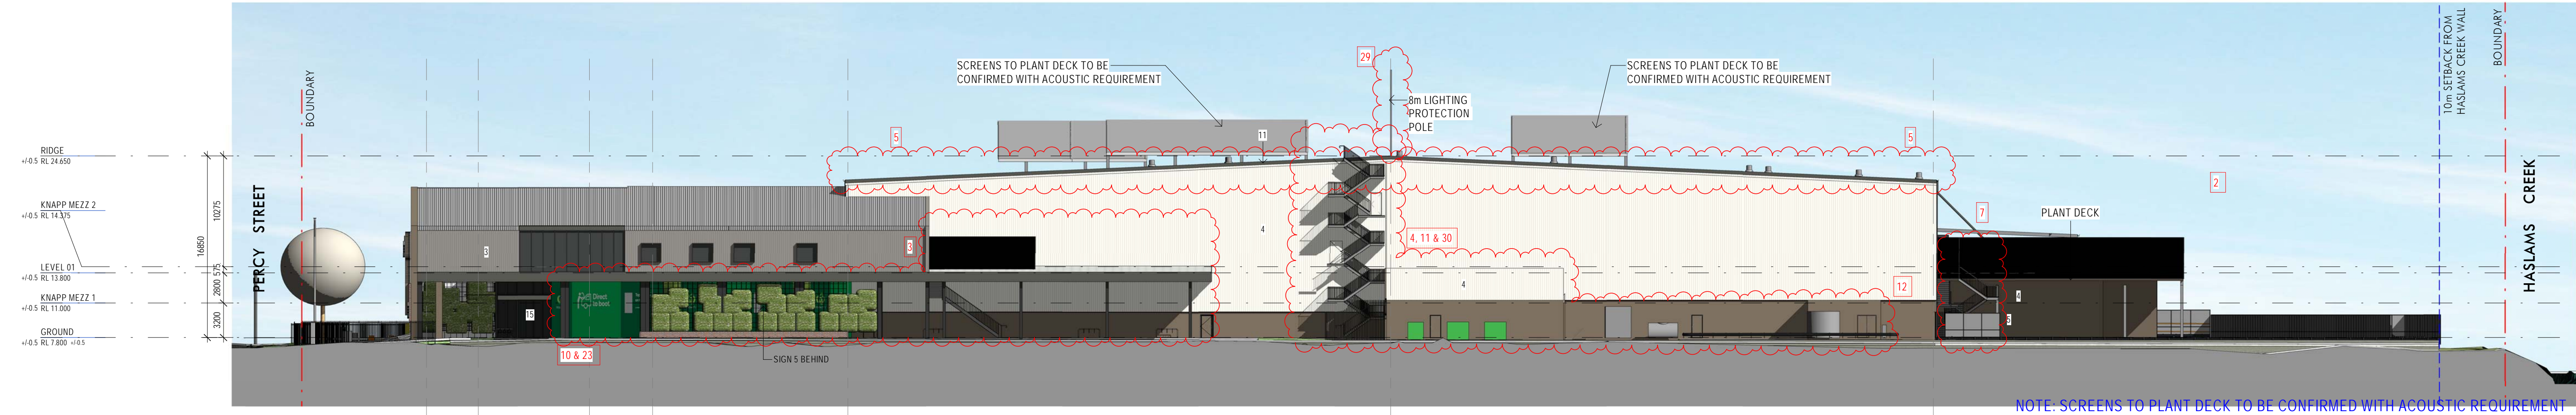 RIDGE
+/-0.5 RL 24.650
KNAPP MEZZ 2
+/-0.5 RL 14.375
LEVEL 01
+/-0.5 RL 13.800
KNAPP MEZZ 1
+/-0.5 RL 11.000
GROUND
+/-0.5 RL 7.800 +/-0.5
16850
10275
575
2800
3200
PERCY STREET
BOUNDARY
SCREENS TO PLANT DECK TO BE
CONFIRMED WITH ACOUSTIC REQUIREMENT
29
8m LIGHTING
PROTECTION
POLE
SCREENS TO PLANT DECK TO BE
CONFIRMED WITH ACOUSTIC REQUIREMENT
5
11
5
2
3
3
4
4, 11 & 30
4
7
PLANT DECK
12
4
15
Direct
to boot.
10 & 23
SIGN 5 BEHIND
10m SETBACK FROM
HASLAMS CREEK WALL
BOUNDARY
HASLAMS CREEK
NOTE: SCREENS TO PLANT DECK TO BE CONFIRMED WITH ACOUSTIC REQUIREMENT